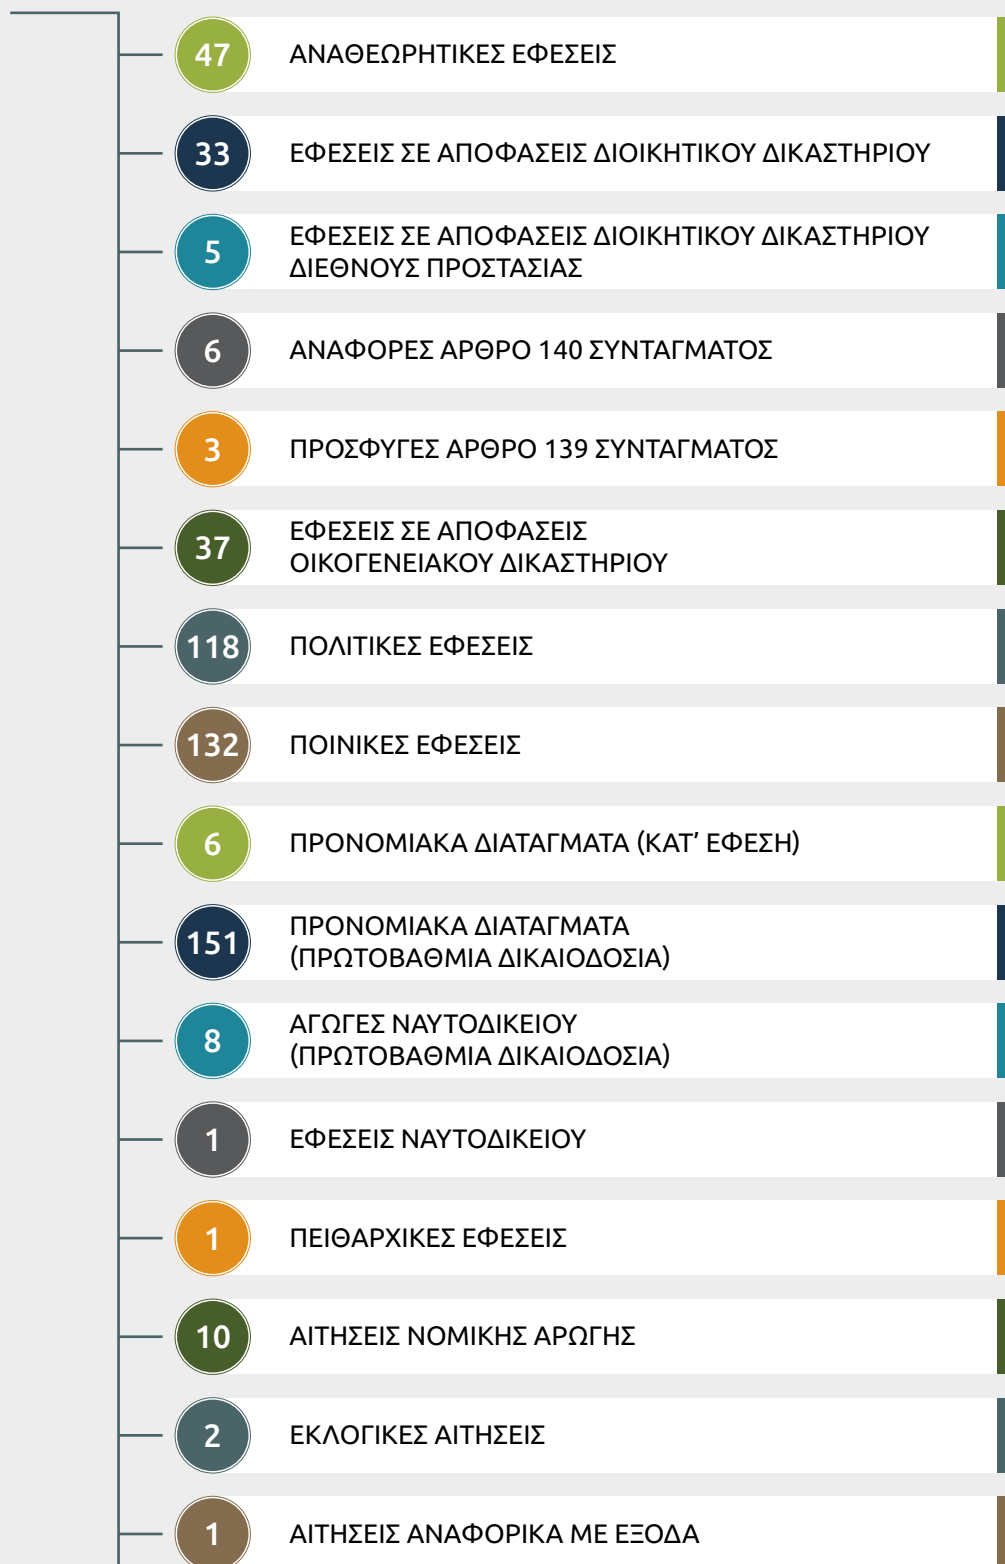 47
ΑΝΑΘΕΩΡΗΤΙΚΕΣ ΕΦΕΣΕΙΣ
33
ΕΦΕΣΕΙΣ ΣΕ ΑΠΟΦΑΣΕΙΣ ΔΙΟΙΚΗΤΙΚΟΥ ΔΙΚΑΣΤΗΡΙΟΥ
5
ΕΦΕΣΕΙΣ ΣΕ ΑΠΟΦΑΣΕΙΣ ΔΙΟΙΚΗΤΙΚΟΥ ΔΙΚΑΣΤΗΡΙΟΥ
ΔΙΕΘΝΟΥΣ ΠΡΟΣΤΑΣΙΑΣ
6
ΑΝΑΦΟΡΕΣ ΑΡΘΡΟ 140 ΣΥΝΤΑΓΜΑΤΟΣ
3
ΠΡΟΣΦΥΓΕΣ ΑΡΘΡΟ 139 ΣΥΝΤΑΓΜΑΤΟΣ
37
ΕΦΕΣΕΙΣ ΣΕ ΑΠΟΦΑΣΕΙΣ
ΟΙΚΟΓΕΝΕΙΑΚΟΥ ΔΙΚΑΣΤΗΡΙΟΥ
118
ΠΟΛΙΤΙΚΕΣ ΕΦΕΣΕΙΣ
132
ΠΟΙΝΙΚΕΣ ΕΦΕΣΕΙΣ
6
ΠΡΟΝΟΜΙΑΚΑ ΔΙΑΤΑΓΜΑΤΑ (ΚΑΤ’ ΕΦΕΣΗ)
151
ΠΡΟΝΟΜΙΑΚΑ ΔΙΑΤΑΓΜΑΤΑ
(ΠΡΩΤΟΒΑΘΜΙΑ ΔΙΚΑΙΟΔΟΣΙΑ)
8
ΑΓΩΓΕΣ ΝΑΥΤΟΔΙΚΕΙΟΥ
(ΠΡΩΤΟΒΑΘΜΙΑ ΔΙΚΑΙΟΔΟΣΙΑ)
1
ΕΦΕΣΕΙΣ ΝΑΥΤΟΔΙΚΕΙΟΥ
1
ΠΕΙΘΑΡΧΙΚΕΣ ΕΦΕΣΕΙΣ
10
ΑΙΤΗΣΕΙΣ ΝΟΜΙΚΗΣ ΑΡΩΓΗΣ
2
ΕΚΛΟΓΙΚΕΣ ΑΙΤΗΣΕΙΣ
1
ΑΙΤΗΣΕΙΣ ΑΝΑΦΟΡΙΚΑ ΜΕ ΕΞΟΔΑ